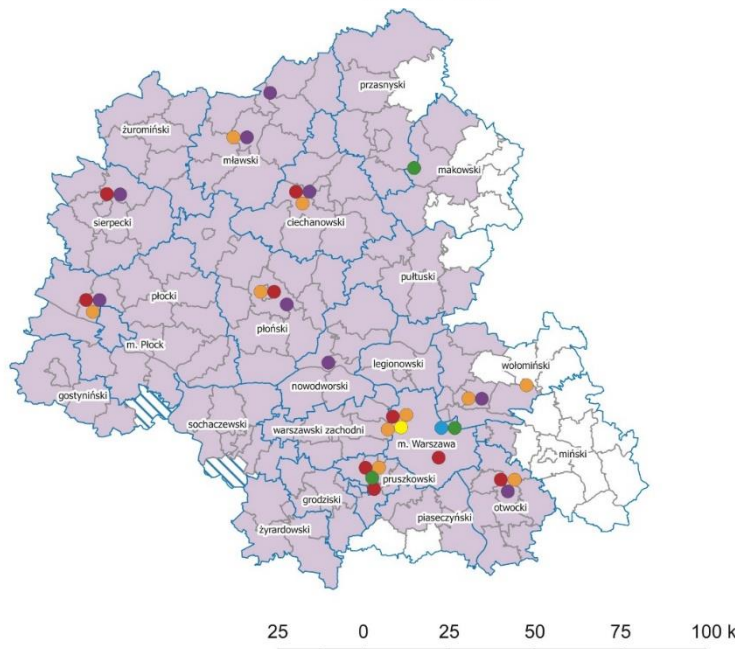 przasnyski
żuromiński
mławski
makowski
sierpecki
ciechanowski
pułtuski
płocki
płoński
m. Płock
wołomiński
legionowski
nowodworski
gostyniński
sochaczewski
warszawski zachodni
m. Warszawa
miński
pruszkowski
grodziski
otwocki
piaseczyński
żyrardowski
25 0 25 50 75 100 k